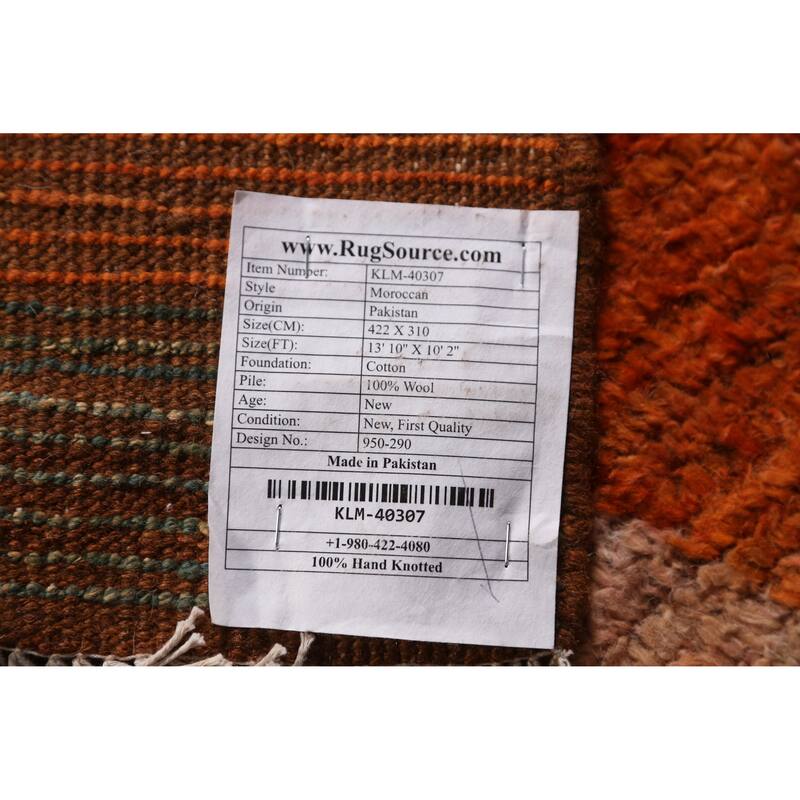 www.RugSource.com
Item Number: KLM-40307
Style Moroccan
Origin Pakistan
Size(CM): 422 X 310
Size(FT): 13' 10" X 10' 2"
Foundation: Cotton
Pile: 100% Wool
Age: New
Condition: New, First Quality
Design No.: 950-290
Made in Pakistan
KLM-40307
+1-980-422-4080
100% Hand Knotted